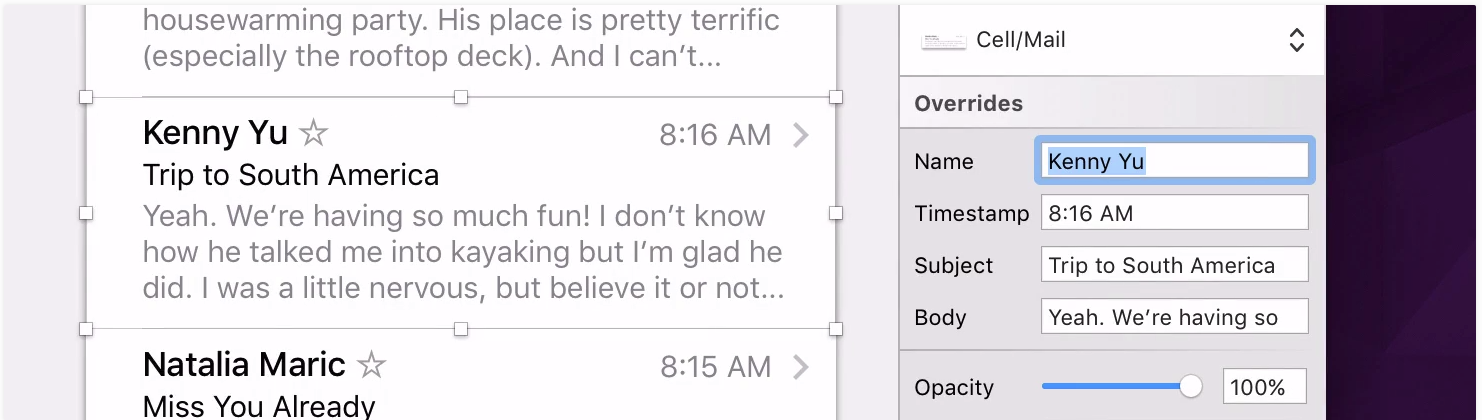 housewarming party. His place is pretty terrific
(especially the rooftop deck). And I can’t...
Kenny Yu
8:16 AM
Trip to South America
Yeah. We’re having so much fun! I don’t know
how he talked me into kayaking but I’m glad he
did. I was a little nervous, but believe it or not...
Natalia Maric
8:15 AM
Miss You Already
Cell/Mail
Overrides
Name Kenny Yu
Timestamp 8:16 AM
Subject Trip to South America
Body Yeah. We’re having so
Opacity 100%